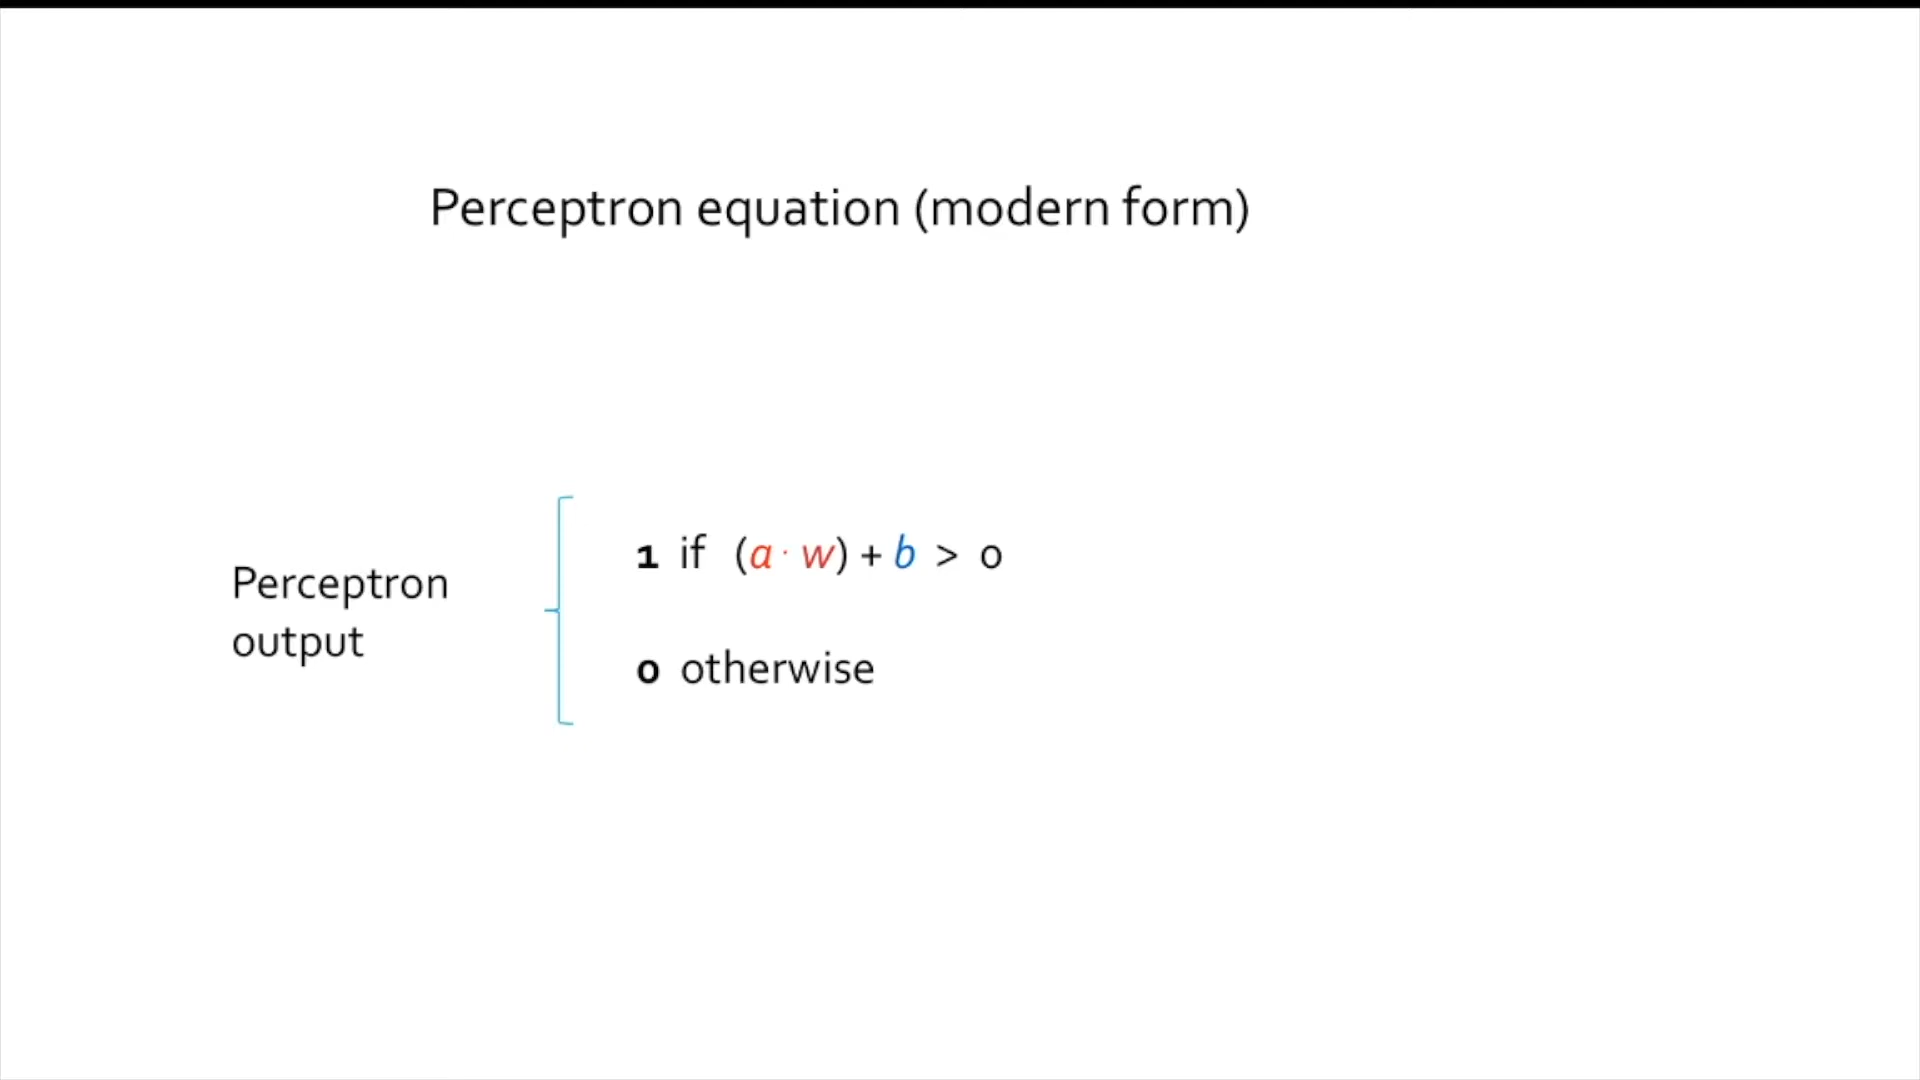 Perceptron equation (modern form)
Perceptron
output
1 if (a · w) + b > 0
0 otherwise